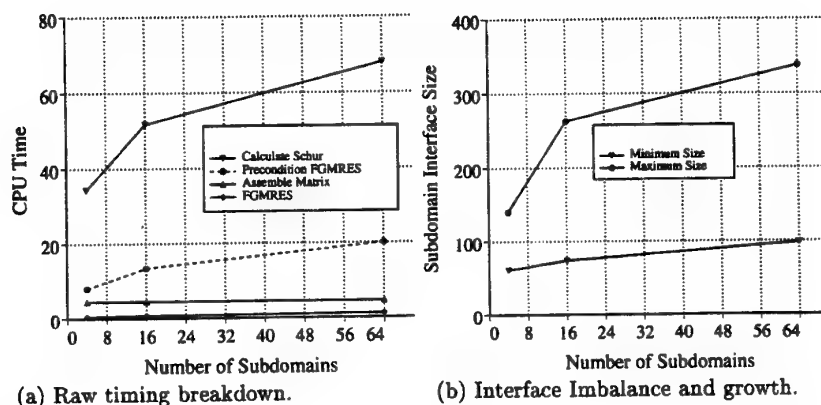 80
60
40
20
0
CPU Time
Calculate Schur
Precondition FGMRES
Assemble Matrix
FGMRES
0 8 16 24 32 40 48 56 64
Number of Subdomains
(a) Raw timing breakdown.
400
300
200
100
0
Subdomain Interface Size
Minimum Size
Maximum Size
0 8 16 24 32 40 48 56 64
Number of Subdomains
(b) Interface Imbalance and growth.